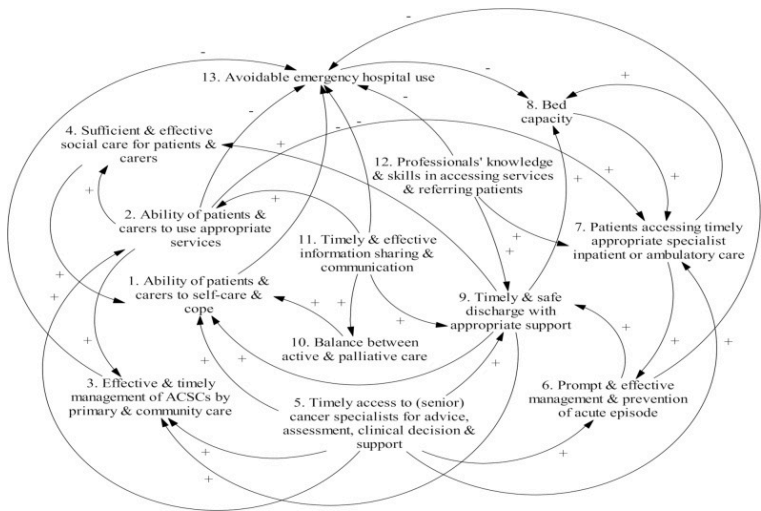 13. Avoidable emergency hospital use
8. Bed
capacity
4. Sufficient & effective
social care for patients &
carers
12. Professionals' knowledge
& skills in accessing services
& referring patients
2. Ability of patients &
carers to use appropriate
services
7. Patients accessing timely
appropriate specialist
inpatient or ambulatory care
11. Timely & effective
information sharing &
communication
1. Ability of patients &
carers to self-care &
cope
9. Timely & safe
discharge with
appropriate support
10. Balance between
active & palliative care
3. Effective & timely
management of ACSCs by
primary & community care
5. Timely access to (senior)
cancer specialists for advice,
assessment, clinical decision &
support
6. Prompt & effective
management & prevention
of acute episode